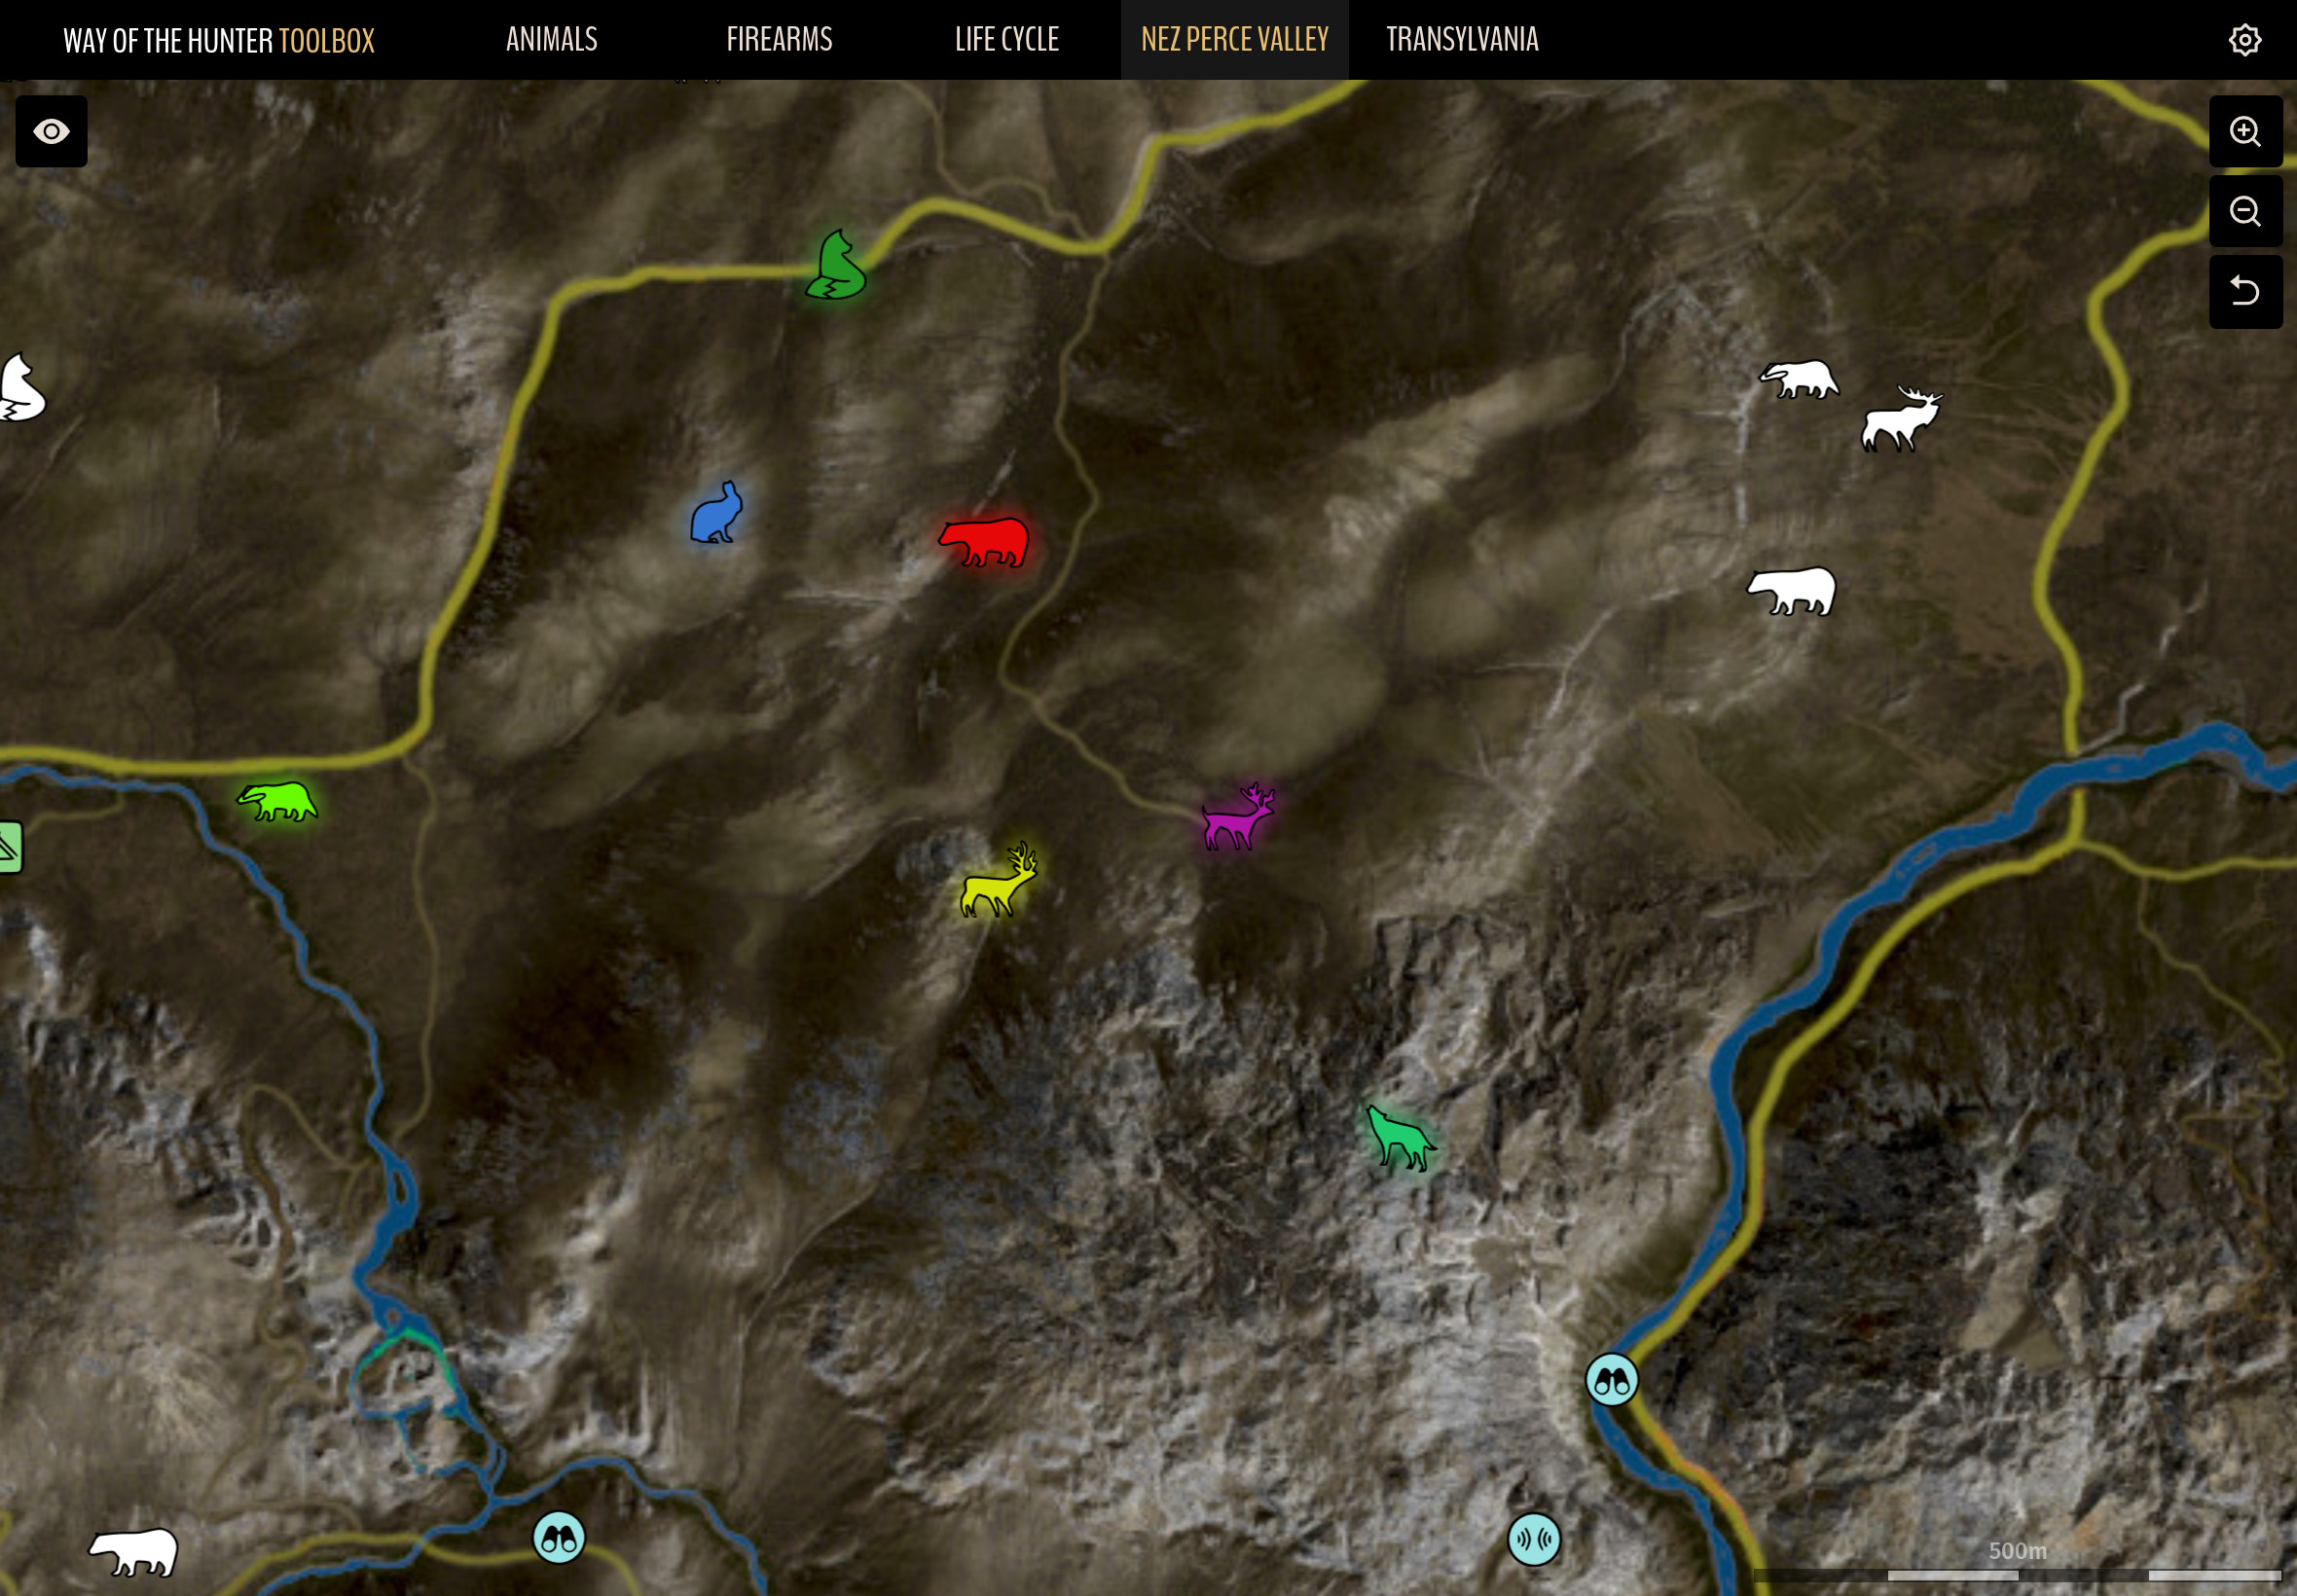 WAY OF THE HUNTER TOOLBOX
ANIMALS
FIREARMS
LIFE CYCLE
NEZ PERCE VALLEY
TRANSYLVANIA
500m